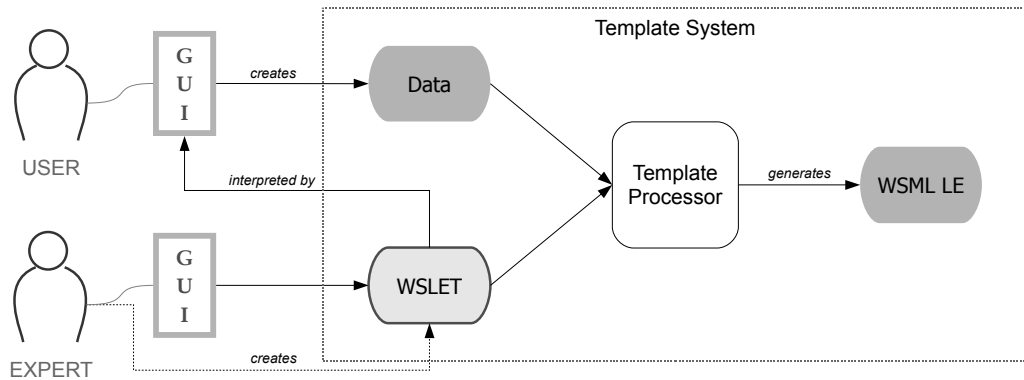 Template System
G
U
I
creates
Data
USER
interpreted by
Template
Processor
generates
WSML LE
G
U
I
WSLET
EXPERT
creates